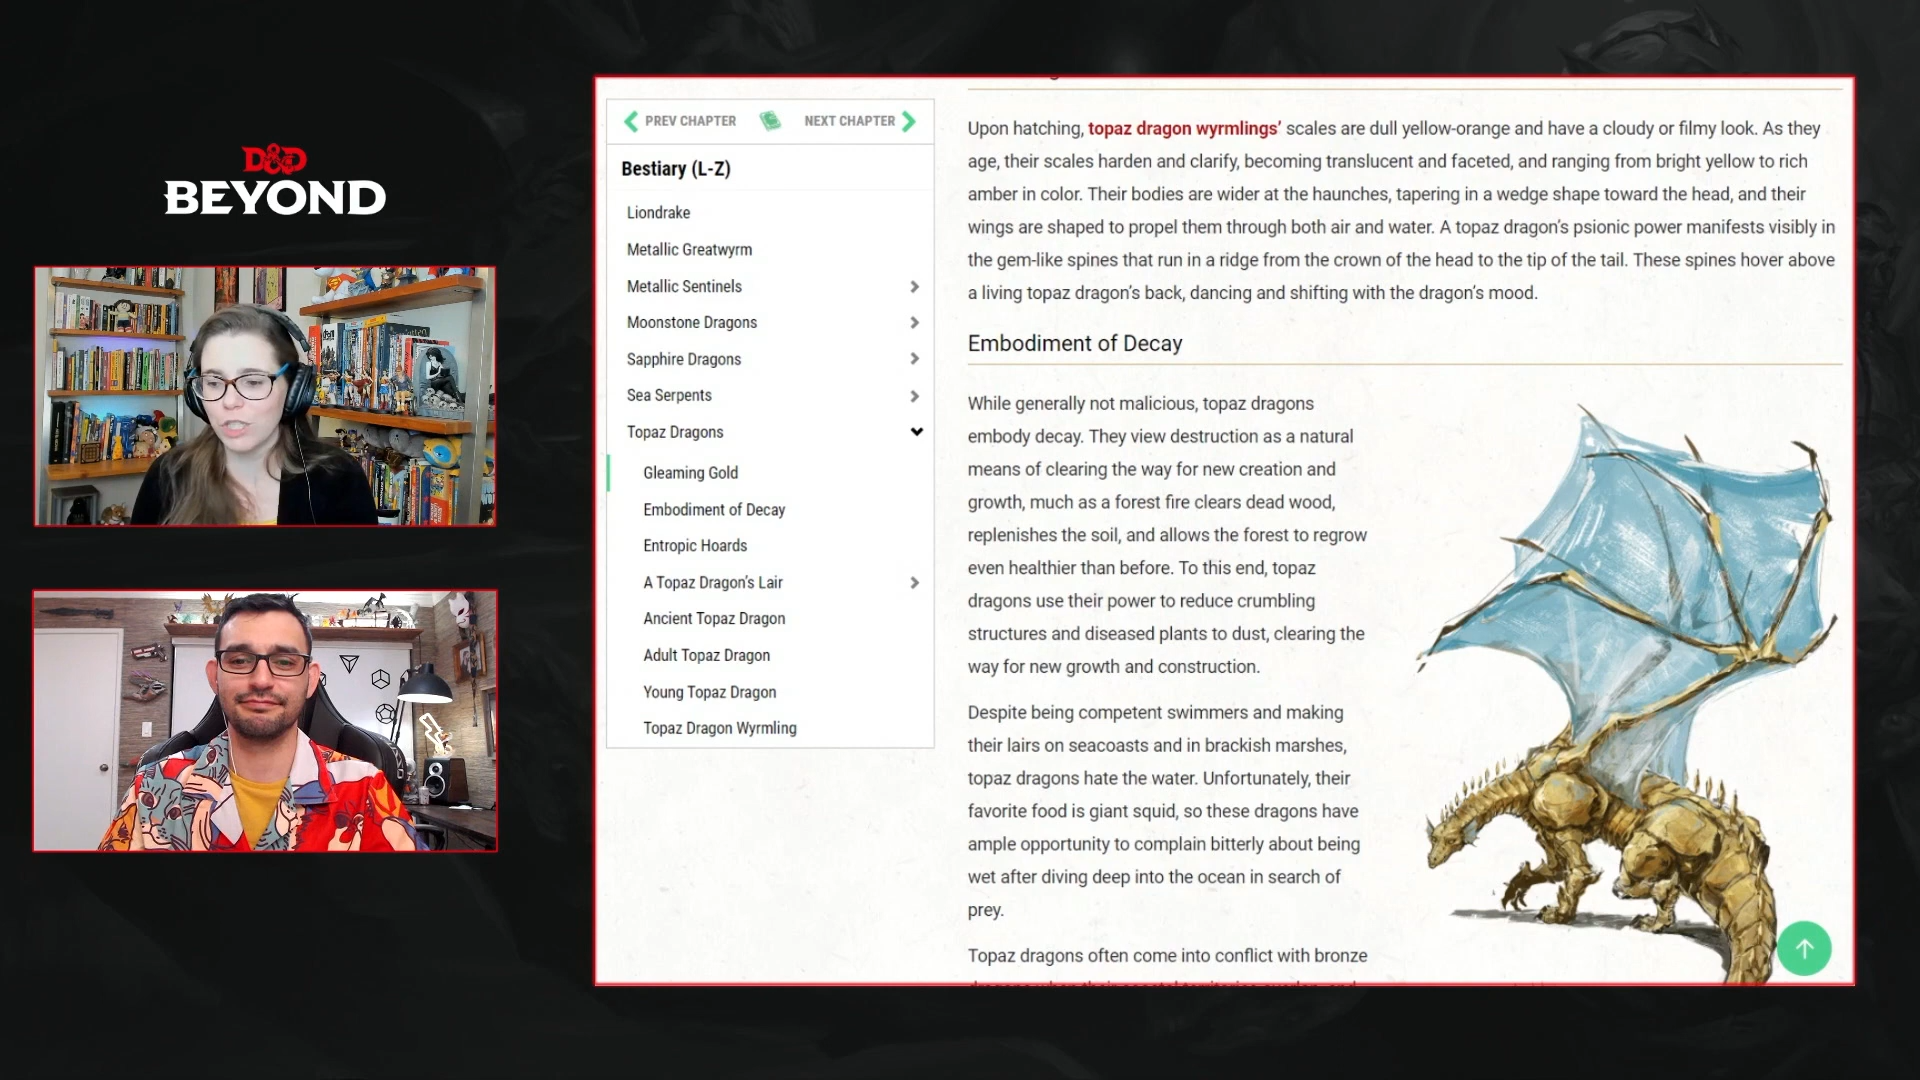 D&D
BEYOND
PREV CHAPTER
NEXT CHAPTER
Bestiary (L-Z)
Liondrake
Metallic Greatwyrm
Metallic Sentinels
Moonstone Dragons
Sapphire Dragons
Sea Serpents
Topaz Dragons
Gleaming Gold
Embodiment of Decay
Entropic Hoards
A Topaz Dragon's Lair
Ancient Topaz Dragon
Adult Topaz Dragon
Young Topaz Dragon
Topaz Dragon Wyrmling
Upon hatching, topaz dragon wyrmlings’ scales are dull yellow-orange and have a cloudy or filmy look. As they
age, their scales harden and clarify, becoming translucent and faceted, and ranging from bright yellow to rich
amber in color. Their bodies are wider at the haunches, tapering in a wedge shape toward the head, and their
wings are shaped to propel them through both air and water. A topaz dragon’s psionic power manifests visibly in
the gem-like spines that run in a ridge from the crown of the head to the tip of the tail. These spines hover above
a living topaz dragon’s back, dancing and shifting with the dragon’s mood.
Embodiment of Decay
While generally not malicious, topaz dragons
embody decay. They view destruction as a natural
means of clearing the way for new creation and
growth, much as a forest fire clears dead wood,
replenishes the soil, and allows the forest to regrow
even healthier than before. To this end, topaz
dragons use their power to reduce crumbling
structures and diseased plants to dust, clearing the
way for new growth and construction.
Despite being competent swimmers and making
their lairs on seacoasts and in brackish marshes,
topaz dragons hate the water. Unfortunately, their
favorite food is giant squid, so these dragons have
ample opportunity to complain bitterly about being
wet after diving deep into the ocean in search of
prey.
Topaz dragons often come into conflict with bronze